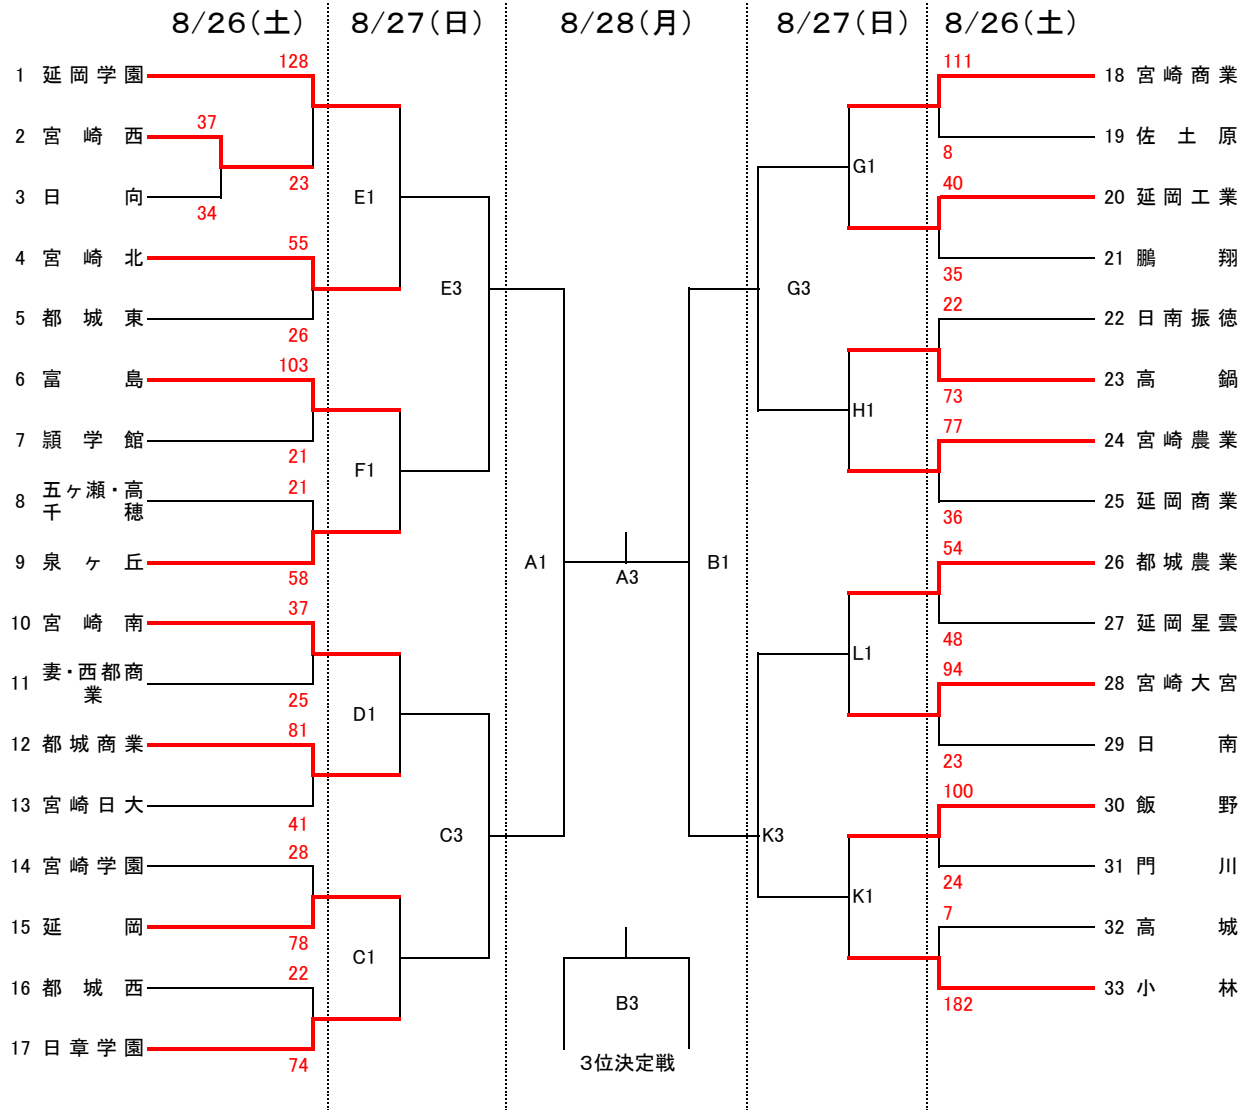 8/26(土) 8/27(日) 8/28(月) 8/27(日) 8/26(土)
1 延岡学園 128
2 宮崎西 37
23
3 日向 34
4 宮崎北 55
5 都城東 26
6 富島 103
7 頴学館 21
8 五ヶ瀬・高千穂 21
9 泉ヶ丘 58
10 宮崎南 37
11 妻・西都商業 25
12 都城商業 81
13 宮崎日大 41
14 宮崎学園 28
15 延岡 78
16 都城西 22
17 日章学園 74
E1
F1
D1
C1
E3
C3
A1
A3
B1
B3
3位決定戦
G3
K3
G1
H1
L1
K1
111 18 宮崎商業
8 19 佐土原
40 20 延岡工業
35 21 鵬翔
22 22 日南振徳
73 23 高鍋
77 24 宮崎農業
36 25 延岡商業
54 26 都城農業
48 27 延岡星雲
94 28 宮崎大宮
23 29 日南
100 30 飯野
24 31 門川
7 32 高城
182 33 小林